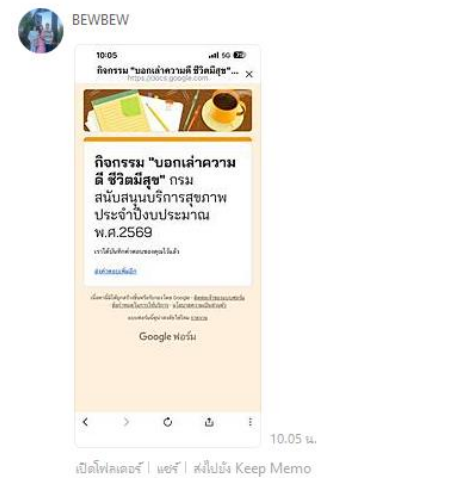 BEWBEW
10:05
5G
กิจกรรม "บอกเล่าความดี ชีวิตมีสุข"...
https://docs.google.com
กิจกรรม "บอกเล่าความ
ดี ชีวิตมีสุข" กรม
สนับสนุนบริการสุขภาพ
ประจำปีงบประมาณ
พ.ศ.2569
เราได้บันทึกคำตอบของคุณไว้แล้ว
ส่งคำตอบเพิ่มอีก
Google ฟอร์ม
10.05 น.
เปิดโฟลเดอร์ | แชร์ | ส่งไปยัง Keep Memo